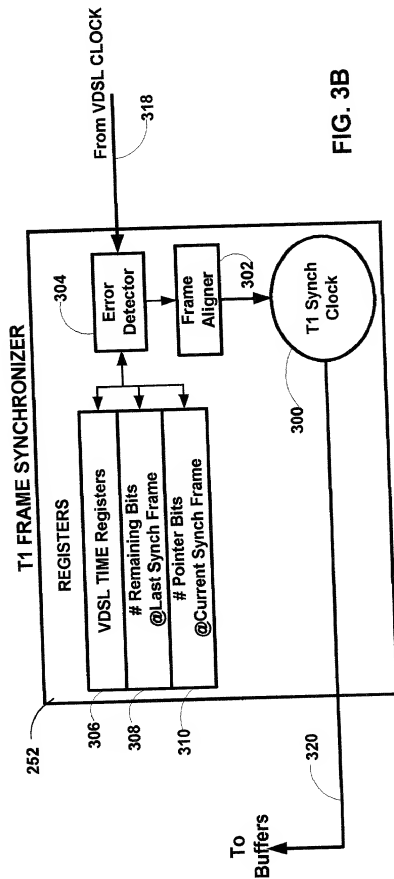 T1 FRAME SYNCHRONIZER
252
REGISTERS
306
VDSL TIME Registers
308
# Remaining Bits
@Last Synch Frame
310
# Pointer Bits
@Current Synch Frame
304
Error
Detector
From VDSL CLOCK
318
Frame
Aligner
302
T1 Synch
Clock
300
To
Buffers
320
FIG. 3B